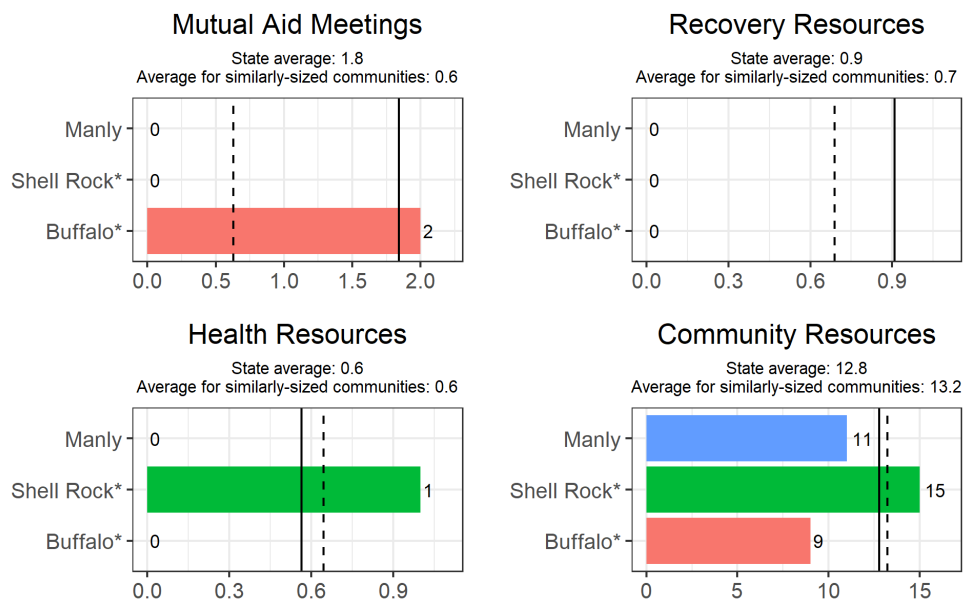 Mutual Aid Meetings
State average: 1.8
Average for similarly-sized communities: 0.6
Manly
0
Shell Rock*
0
Buffalo*
2
0.0 0.5 1.0 1.5 2.0
Recovery Resources
State average: 0.9
Average for similarly-sized communities: 0.7
Manly
0
Shell Rock*
0
Buffalo*
0
0.0 0.3 0.6 0.9
Health Resources
State average: 0.6
Average for similarly-sized communities: 0.6
Manly
0
Shell Rock*
1
Buffalo*
0
0.0 0.3 0.6 0.9
Community Resources
State average: 12.8
Average for similarly-sized communities: 13.2
Manly
11
Shell Rock*
15
Buffalo*
9
0 5 10 15